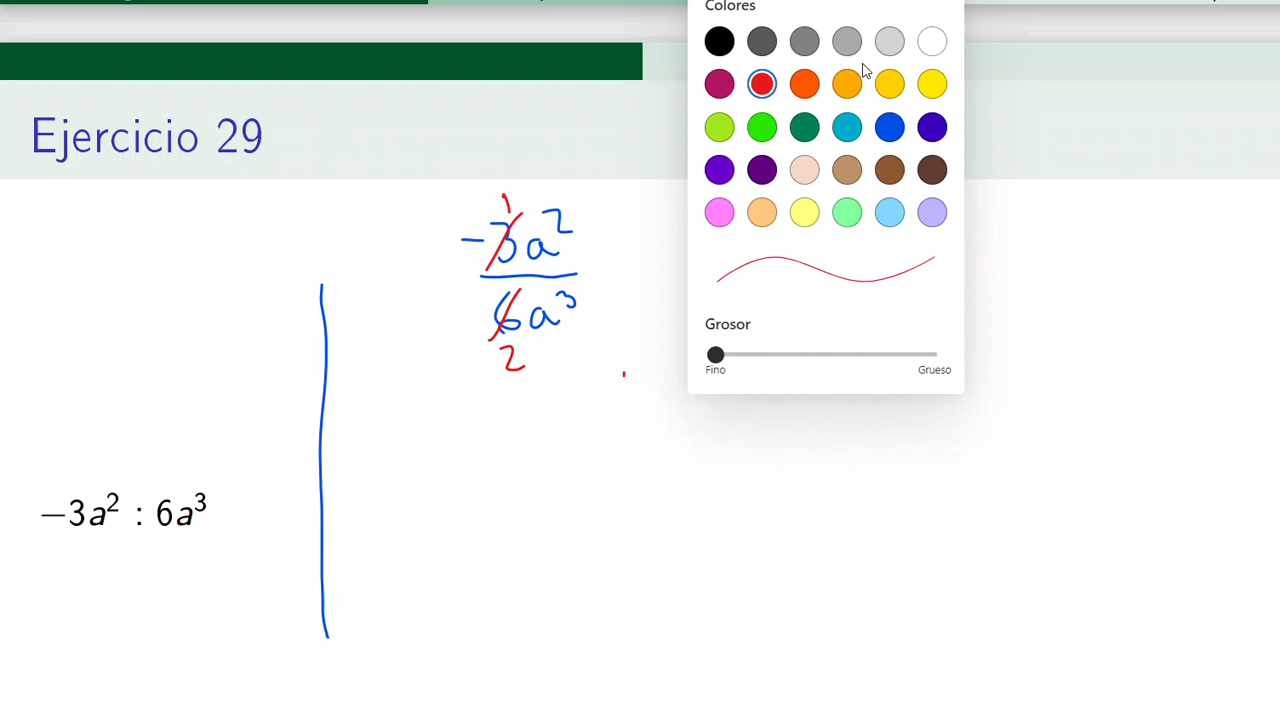 Colores
Ejercicio 29
1
-3a²
6a³
2
Grosor
Fino Grueso
−3a² : 6a³